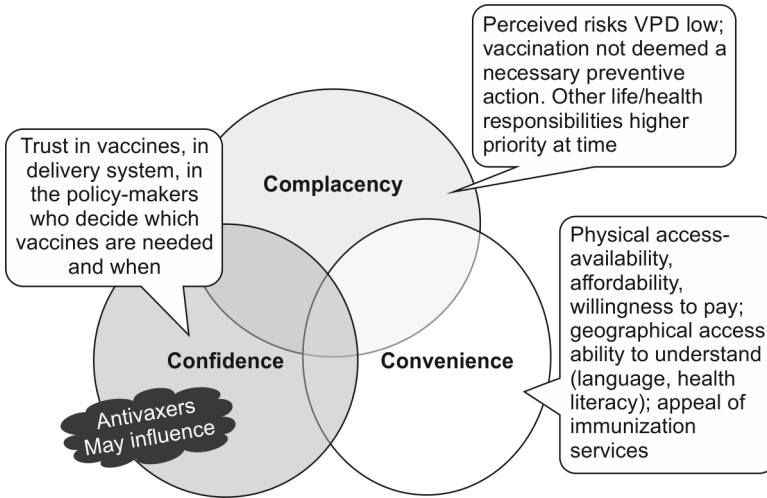 Perceived risks VPD low;
vaccination not deemed a
necessary preventive
action. Other life/health
responsibilities higher
priority at time
Trust in vaccines, in
delivery system, in
the policy-makers
who decide which
vaccines are needed
and when
Complacency
Physical access-
availability,
affordability,
willingness to pay;
geographical access
ability to understand
(language, health
literacy); appeal of
immunization
services
Confidence
Convenience
Antivaxers
May influence